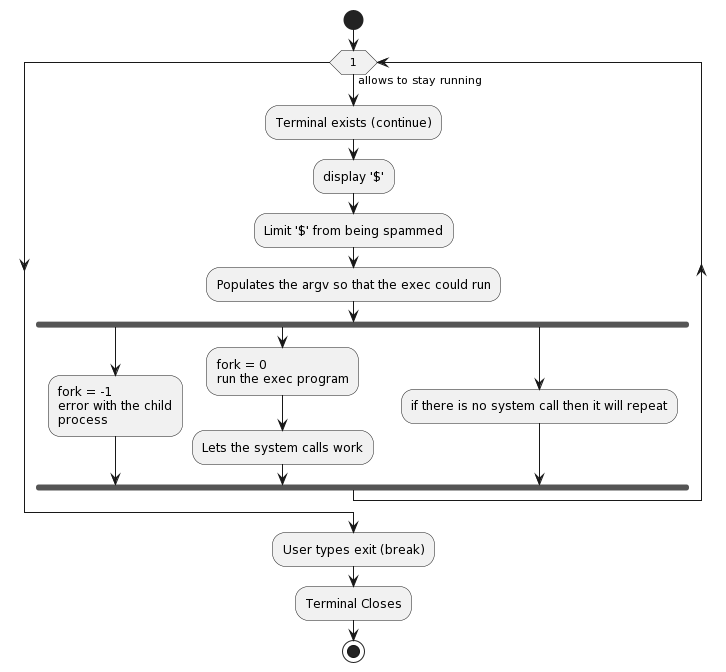 1
allows to stay running
Terminal exists (continue)
display '$'
Limit '$' from being spammed
Populates the argv so that the exec could run
fork = -1
error with the child
process
fork = 0
run the exec program
Lets the system calls work
if there is no system call then it will repeat
User types exit (break)
Terminal Closes